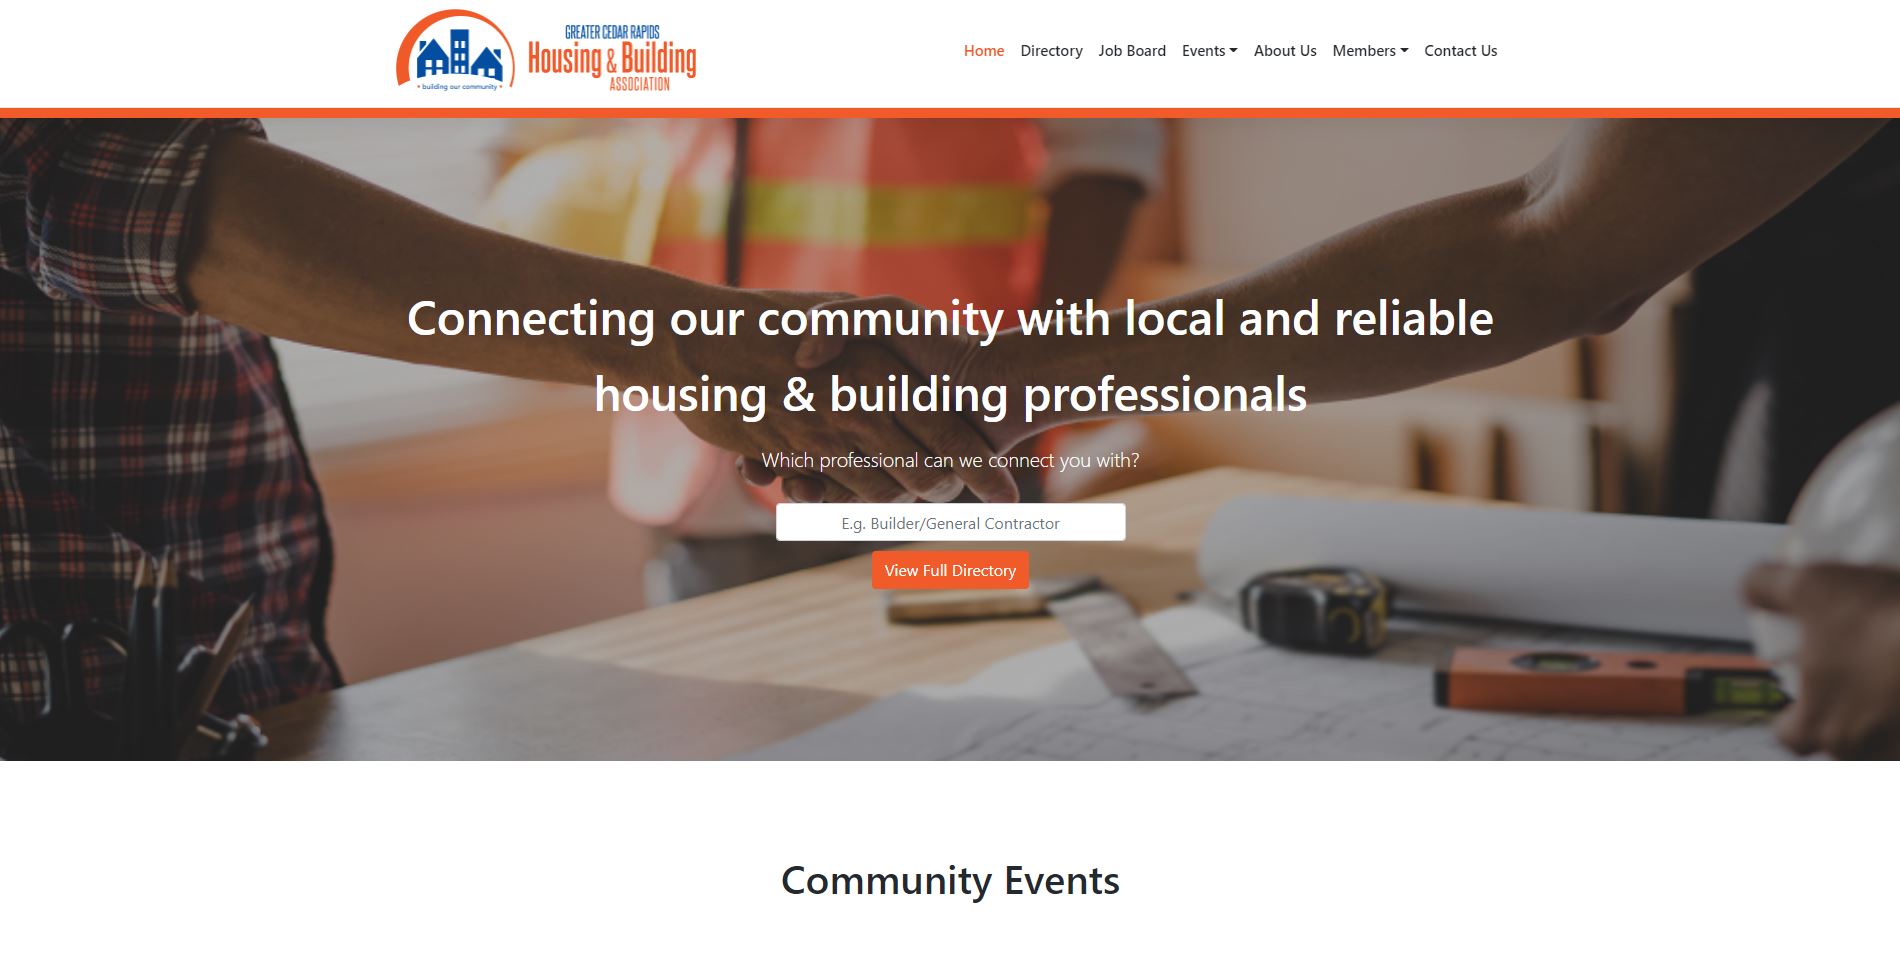 GREATER CEDAR RAPIDS
Housing & Building
ASSOCIATION
• building our community •
Home Directory Job Board Events About Us Members Contact Us
Connecting our community with local and reliable
housing & building professionals
Which professional can we connect you with?
E.g. Builder/General Contractor
View Full Directory
Community Events